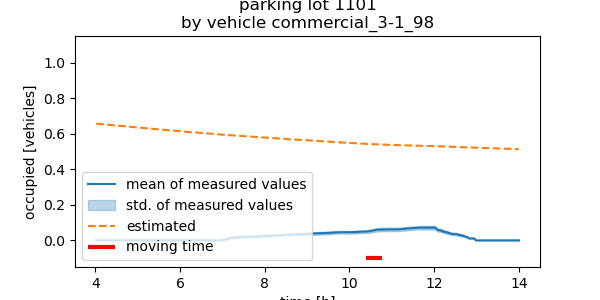 parking lot 1101
by vehicle commercial_3-1_98
occupied [vehicles]
1.0
0.8
0.6
0.4
0.2
0.0
mean of measured values
std. of measured values
estimated
moving time
4
6
8
10
12
14
time [h]